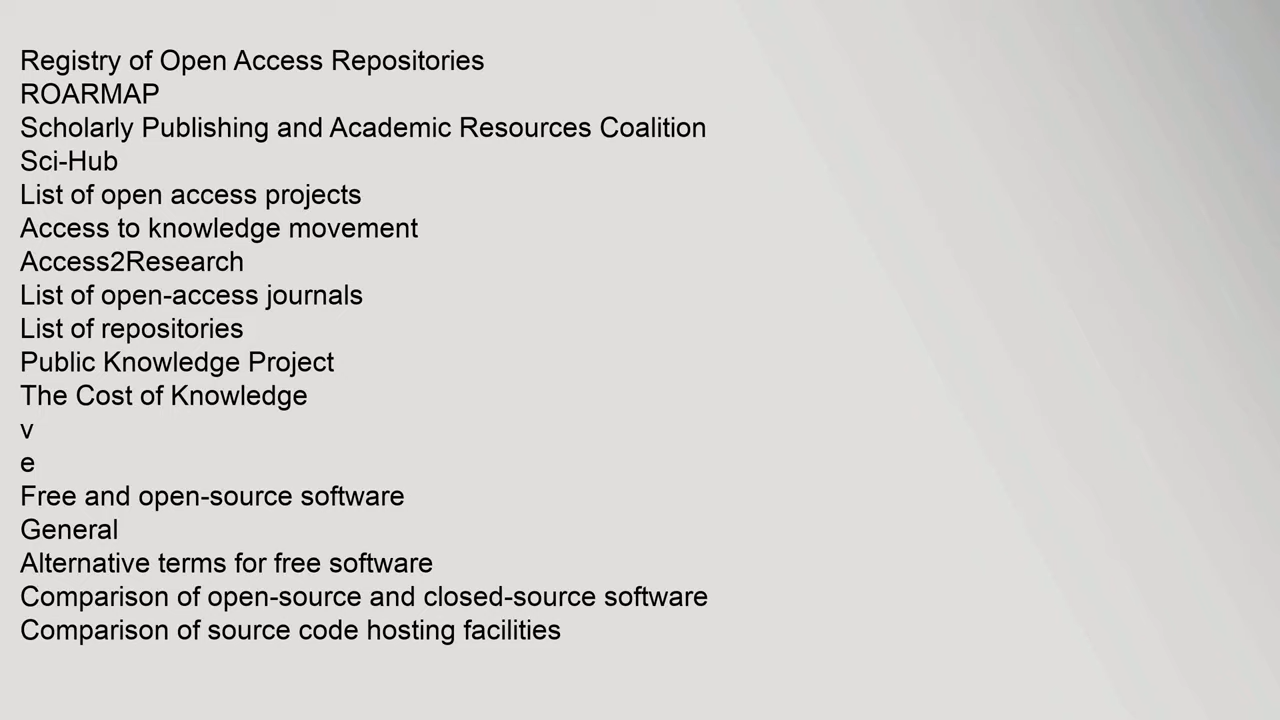 Registry of Open Access Repositories
ROARMAP
Scholarly Publishing and Academic Resources Coalition
Sci-Hub
List of open access projects
Access to knowledge movement
Access2Research
List of open-access journals
List of repositories
Public Knowledge Project
The Cost of Knowledge
v
e
Free and open-source software
General
Alternative terms for free software
Comparison of open-source and closed-source software
Comparison of source code hosting facilities